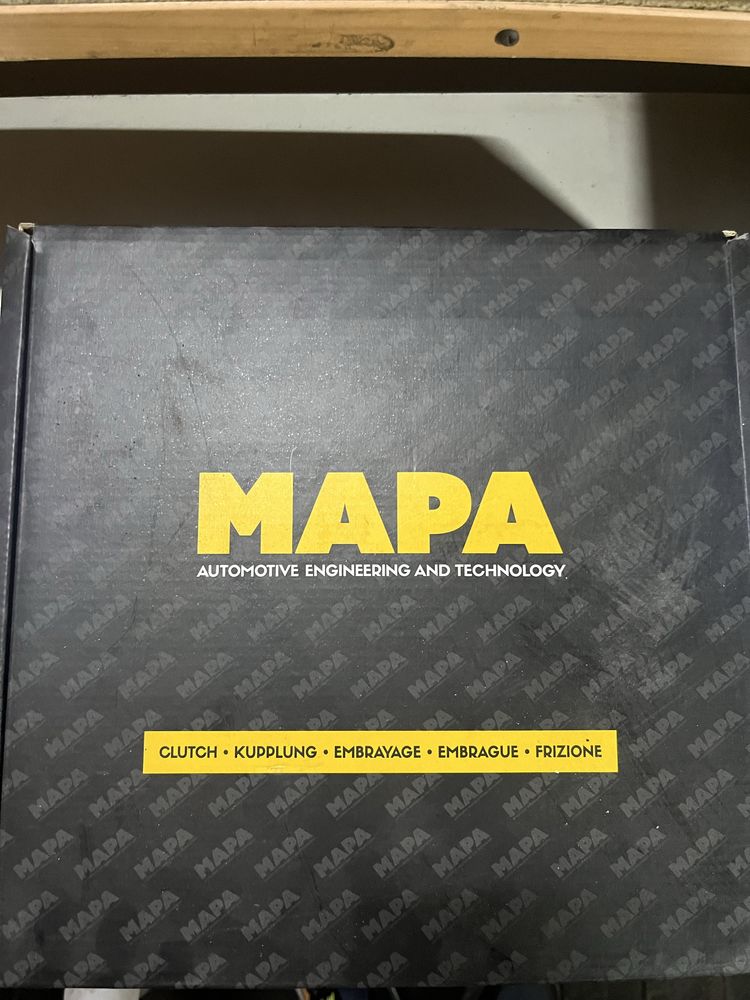 MAPA
AUTOMOTIVE ENGINEERING AND TECHNOLOGY
CLUTCH • KUPPLUNG • EMBRAYAGE • EMBRAGUE • FRIZIONE